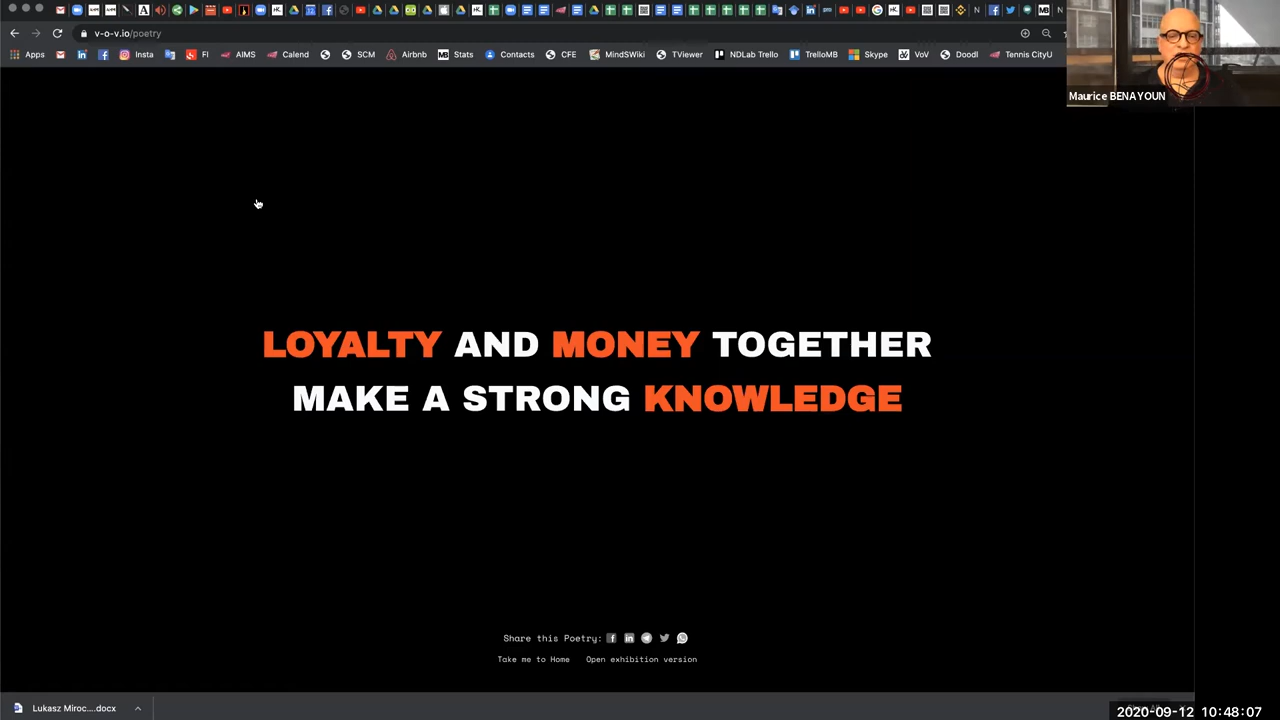 v-o-v.io/poetry
Apps Insta FI AIMS Calend SCM Airbnb Stats Contacts CFE MindSWiki TViewer NDLab Trello TrelloMB Skype VoV Doodl Tennis CityU
Maurice BENAYOUN
LOYALTY AND MONEY TOGETHER
MAKE A STRONG KNOWLEDGE
Share this Poetry:
Take me to Home Open exhibition version
Lukasz Miroc....docx
2020-09-12 10:48:07